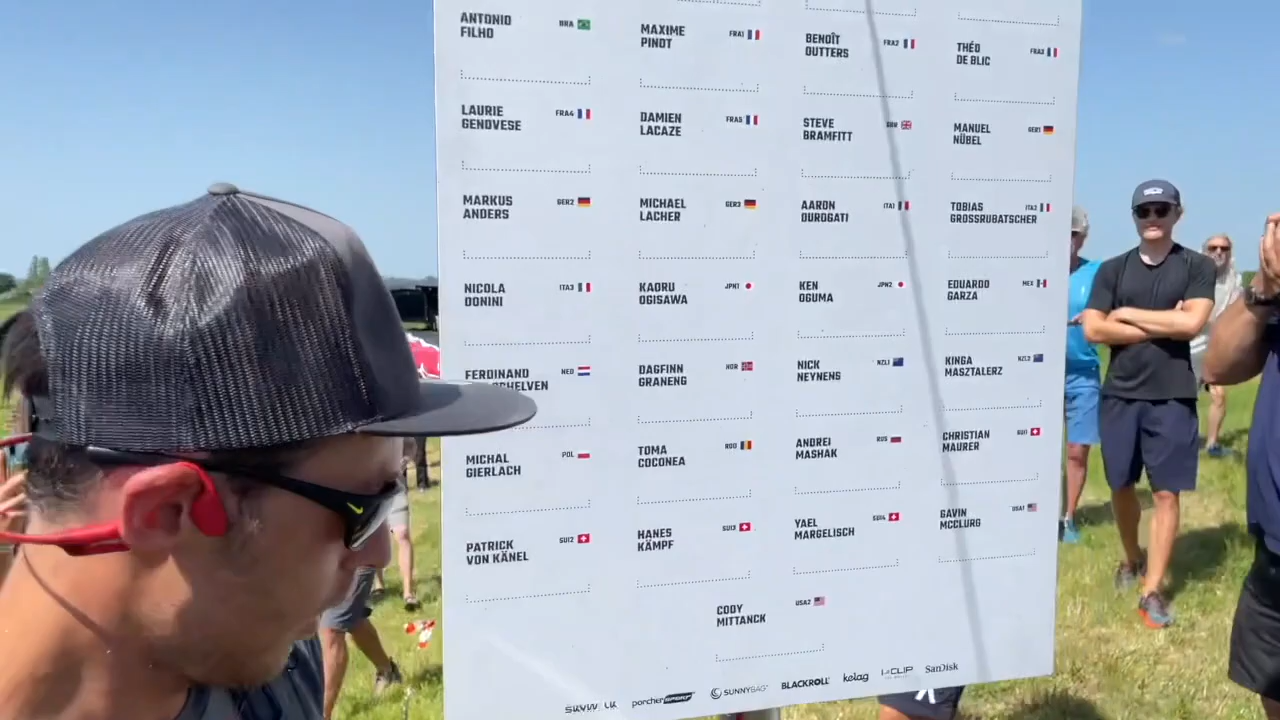 ANTONIO FILHO BRA
MAXIME PINOT FRA1
BENOÎT OUTTERS FRA2
THÉO DE BLIC FRA3
LAURIE GENOVESE FRA4
DAMIEN LACAZE FRA5
STEVE BRAMFITT GBR
MANUEL NÜBEL GER1
MARKUS ANDERS GER2
MICHAEL LACHER GER3
AARON DUROGATI ITA1
TOBIAS GROSSRUBATSCHER ITA2
NICOLA DONINI ITA3
KAORU OGISAWA JPN1
KEN OGUMA JPN2
EDUARDO GARZA MEX
FERDINAND NED
DAGFINN GRANENG NOR
NICK NEYNENS NZL1
KINGA MASZTALERZ NZL2
MICHAL GIERLACH POL
TOMA COCONEA ROU
ANDREI MASHAK RUS
CHRISTIAN MAURER SUI1
PATRICK VON KÄNEL SUI2
HANES KÄMPF SUI3
YAEL MARGELISCH SUI4
GAVIN MCCLURG USA1
CODY MITTANCK USA2
porcherSPORT SUNNYBAG BLACKROLL kelag I-CLIP SanDisk